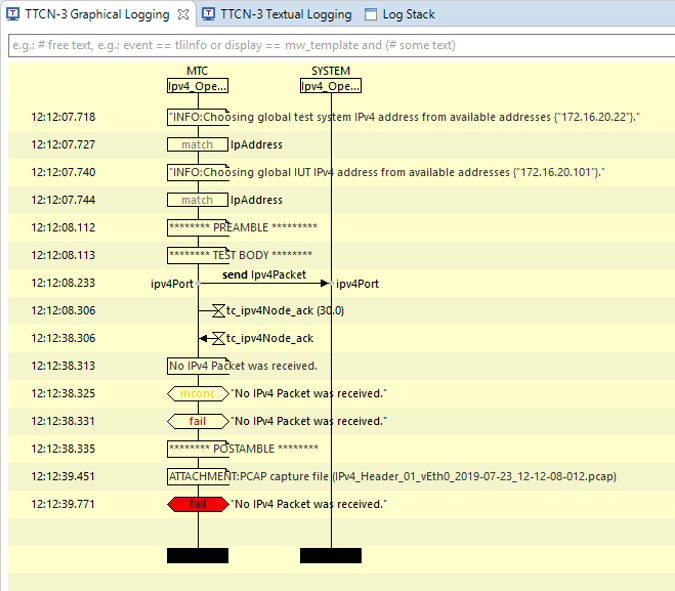 TTCN-3 Graphical Logging TTCN-3 Textual Logging Log Stack
e.g.: # free text, e.g.: event == tliInfo or display == mw_template and (# some text)
MTC SYSTEM
Ipv4_Ope... Ipv4_Ope...
12:12:07.718 "INFO:Choosing global test system IPv4 address from available addresses {"172.16.20.22"}."
12:12:07.727 match IpAddress
12:12:07.740 "INFO:Choosing global IUT IPv4 address from available addresses {"172.16.20.101"}."
12:12:07.744 match IpAddress
12:12:08.112 ******** PREAMBLE *********
12:12:08.113 ******** TEST BODY ********
12:12:08.233 ipv4Port send Ipv4Packet ipv4Port
12:12:08.306 tc_ipv4Node_ack (30.0)
12:12:38.306 tc_ipv4Node_ack
12:12:38.313 No IPv4 Packet was received.
12:12:38.325 inconc "No IPv4 Packet was received."
12:12:38.331 fail "No IPv4 Packet was received."
12:12:38.335 ******** POSTAMBLE ********
12:12:39.451 ATTACHMENT:PCAP capture file (IPv4_Header_01_vEth0_2019-07-23_12-12-08-012.pcap)
12:12:39.771 fail "No IPv4 Packet was received."